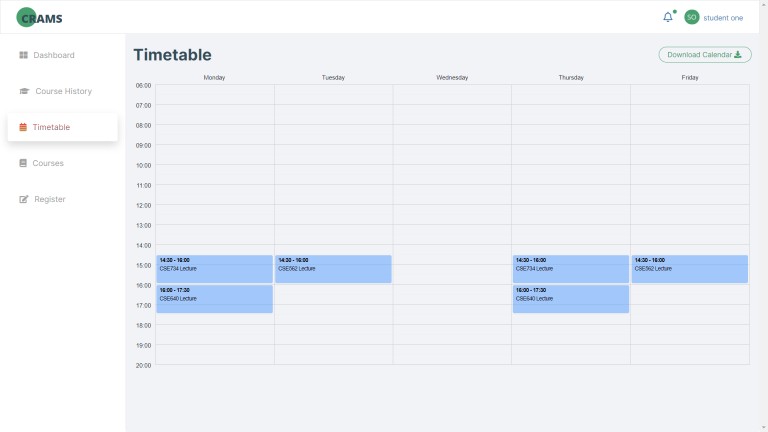 CRAMS
SO student one
Dashboard
Course History
Timetable
Courses
Register
Timetable
Download Calendar
Monday Tuesday Wednesday Thursday Friday
06:00
07:00
08:00
09:00
10:00
11:00
12:00
13:00
14:00
15:00
16:00
17:00
18:00
19:00
20:00
14:30 - 16:00
CSE734 Lecture
16:00 - 17:30
CSE640 Lecture
14:30 - 16:00
CSE562 Lecture
14:30 - 16:00
CSE734 Lecture
16:00 - 17:30
CSE640 Lecture
14:30 - 16:00
CSE562 Lecture